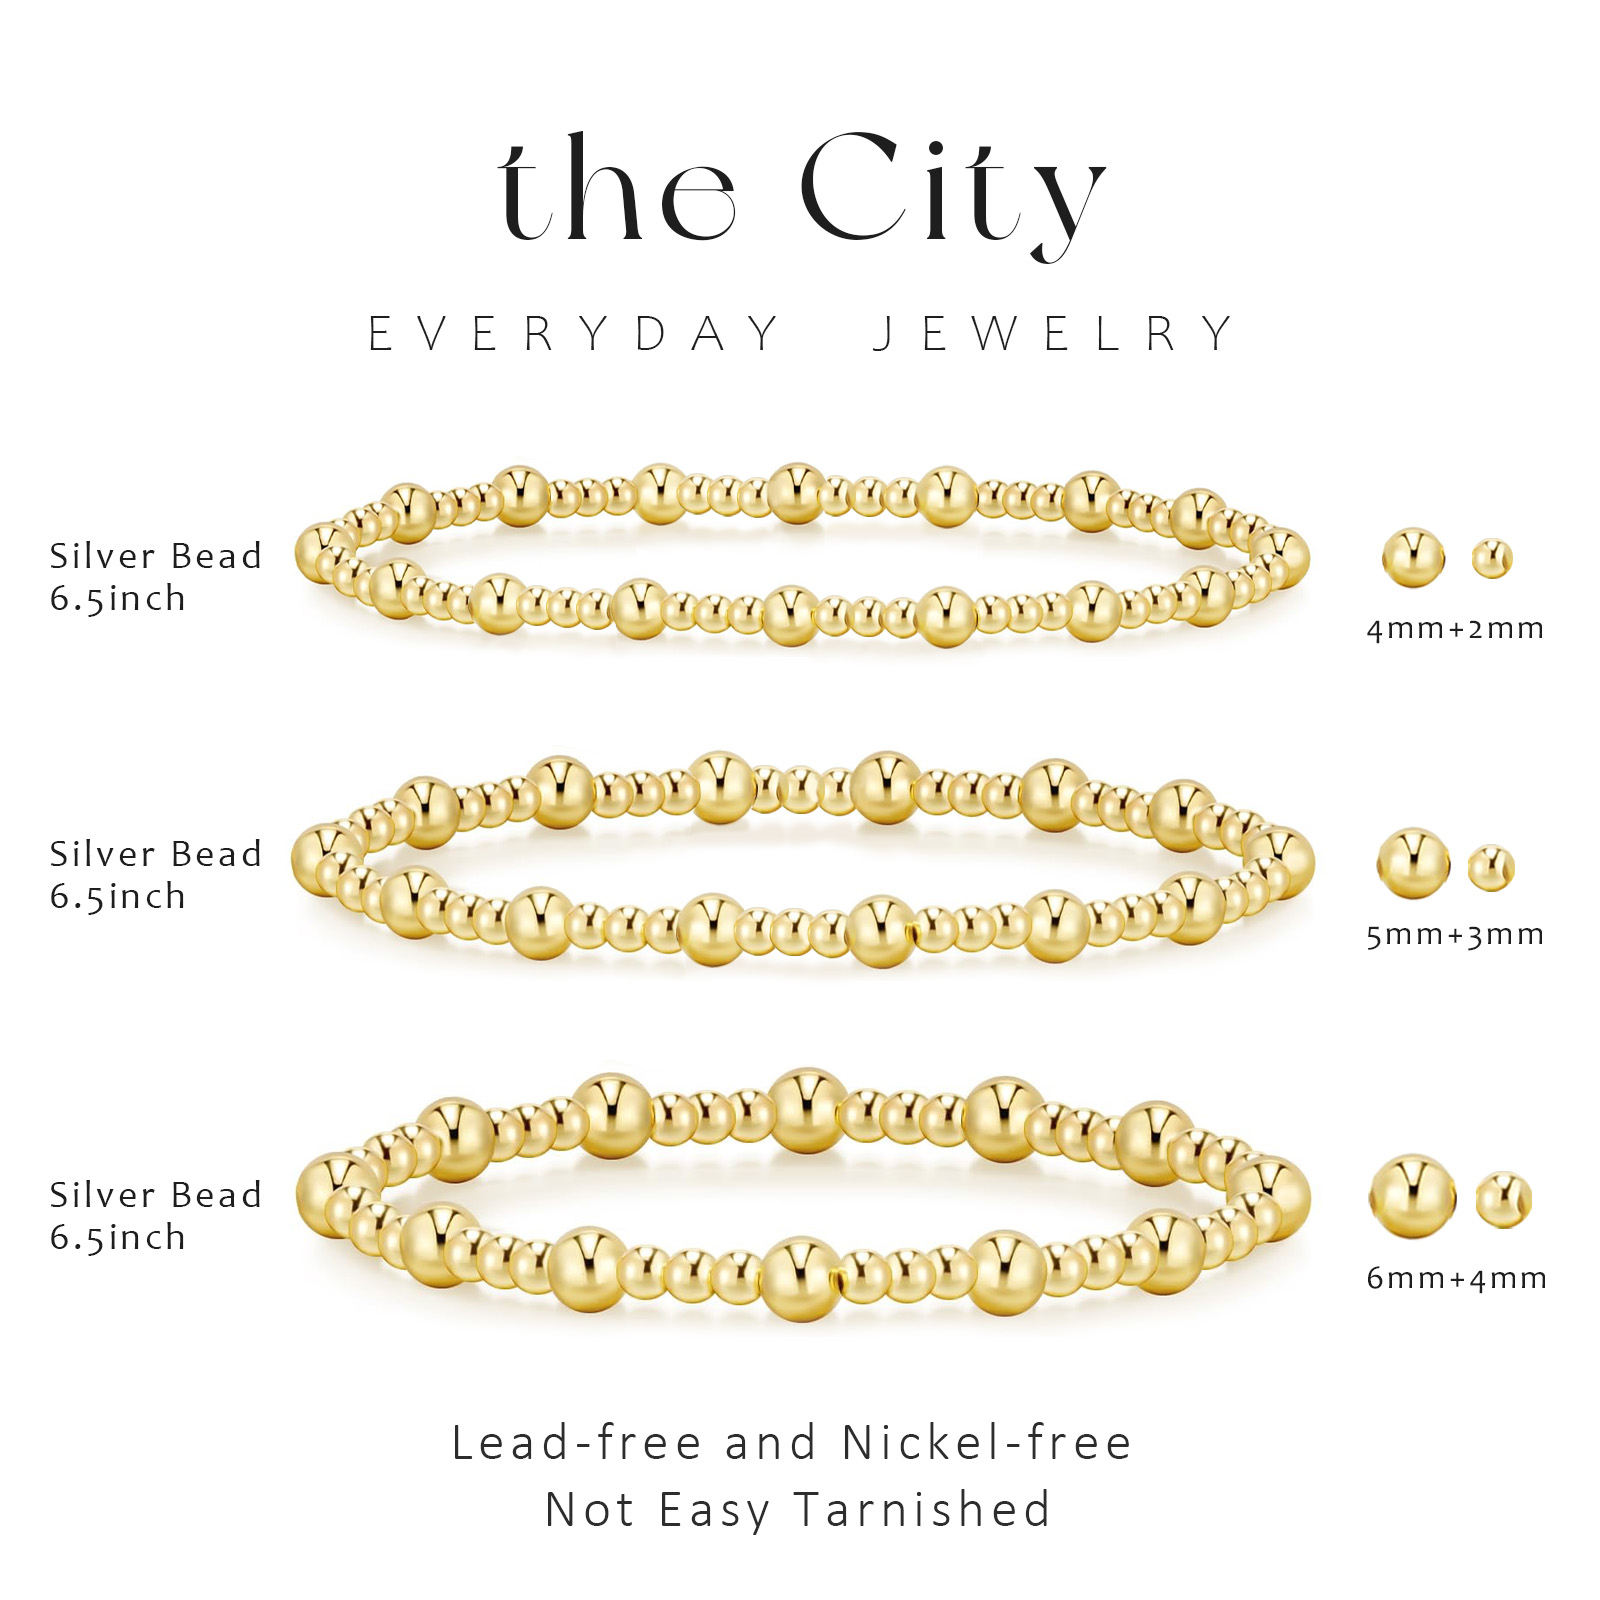 the City
EVERYDAY JEWELRY
Silver Bead
6.5inch
4mm+2mm
Silver Bead
6.5inch
5mm+3mm
Silver Bead
6.5inch
6mm+4mm
Lead-free and Nickel-free
Not Easy Tarnished